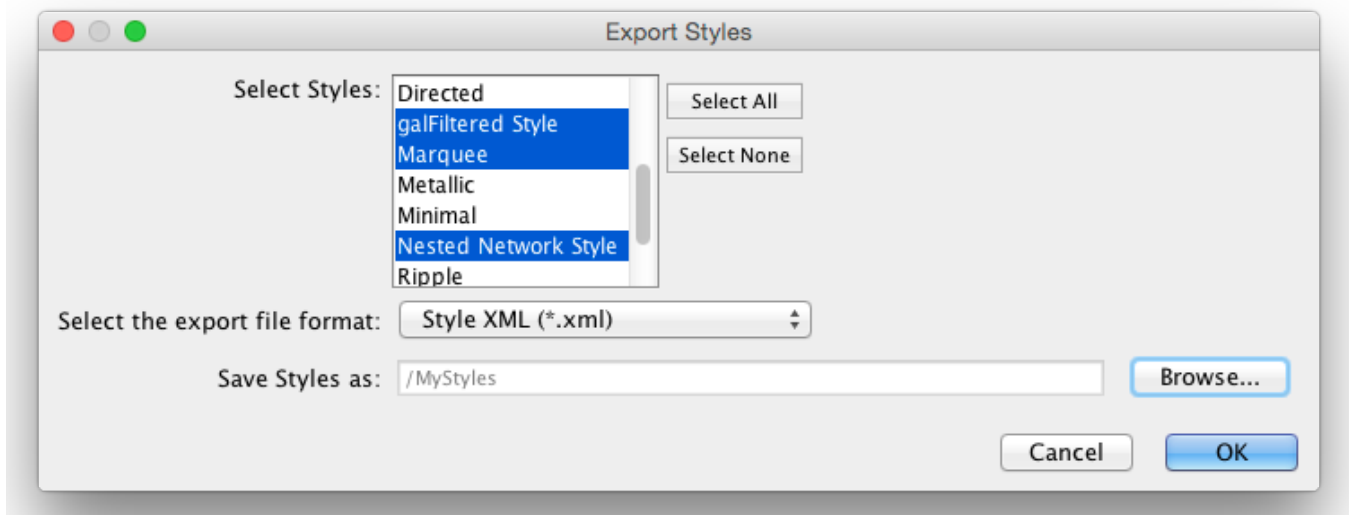 Export Styles
Select Styles:
Directed
galFiltered Style
Marquee
Metallic
Minimal
Nested Network Style
Ripple
Select All
Select None
Select the export file format: Style XML (*.xml)
Save Styles as: /MyStyles Browse...
Cancel OK